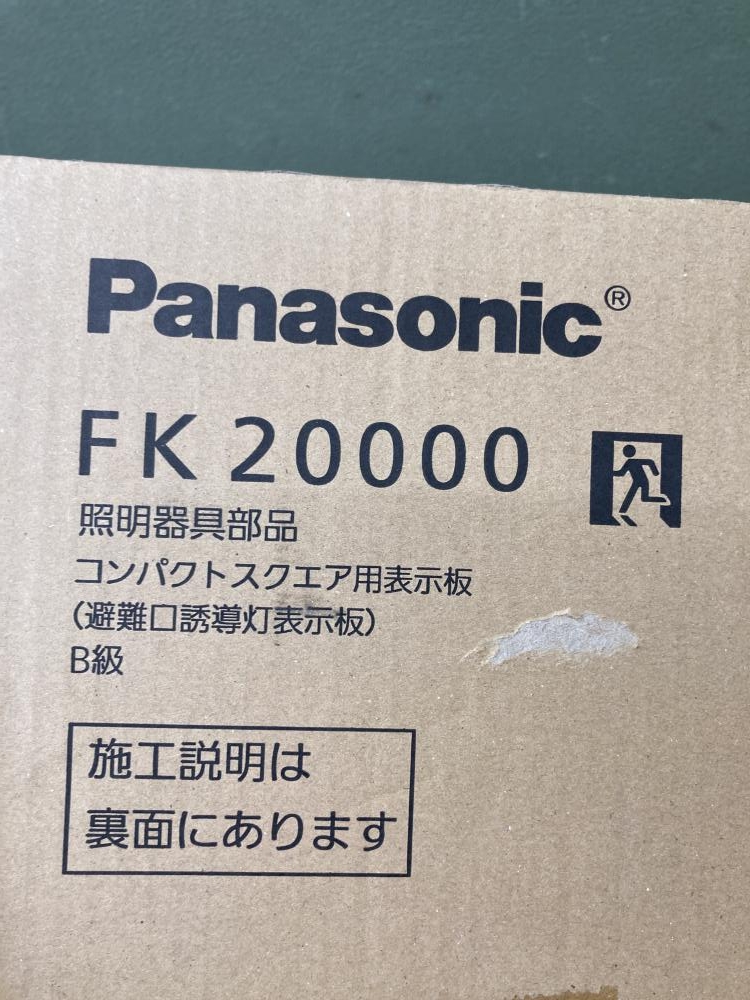 Panasonic®
FK20000
照明器具部品
コンパクトスクエア用表示板
(避難口誘導灯表示板)
B級
施工説明は
裏面にあります